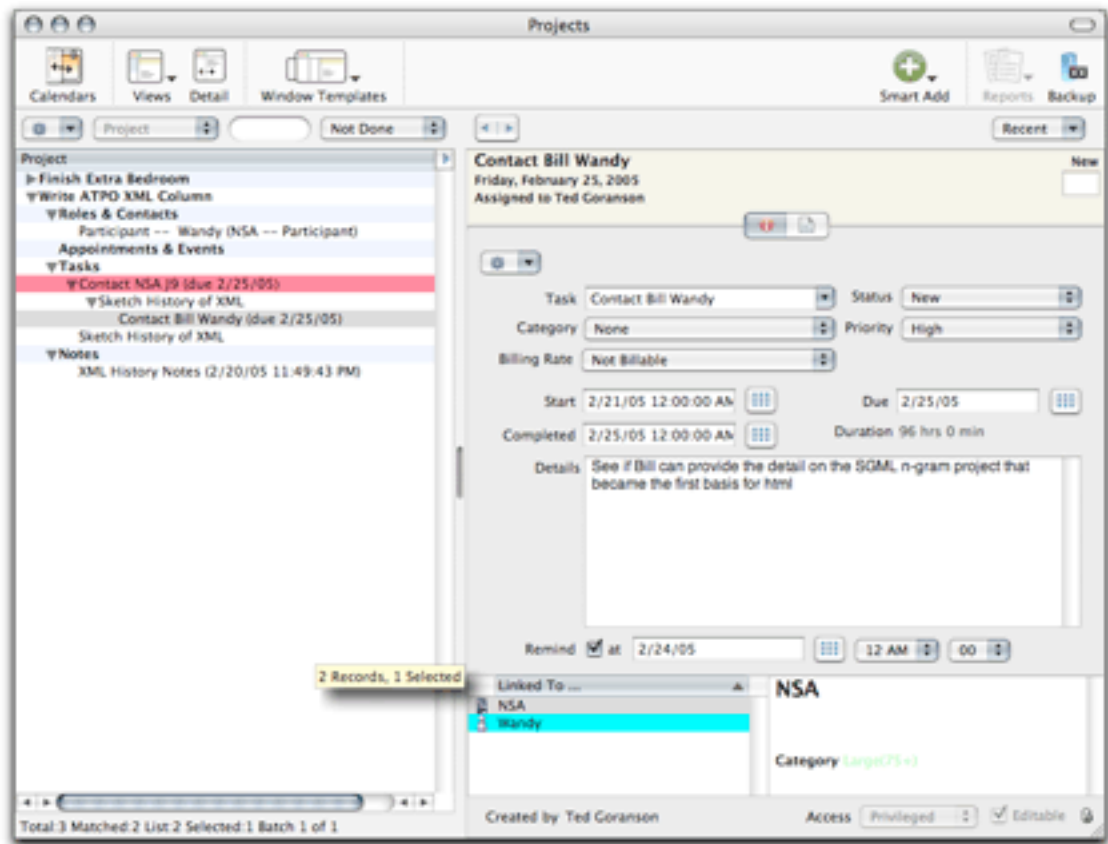 Projects
Calendars Views Detail Window Templates Smart Add Reports Backup
Project Not Done Recent
Project
Finish Extra Bedroom
Write ATPO XML Column
Roles & Contacts
Participant -- Wandy (NSA -- Participant)
Appointments & Events
Tasks
Contact NSA J9 (due 2/25/05)
Sketch History of XML
Contact Bill Wandy (due 2/25/05)
Sketch History of XML
Notes
XML History Notes (2/20/05 11:49:43 PM)
2 Records, 1 Selected
Total:3 Matched:2 List:2 Selected:1 Batch 1 of 1
Contact Bill Wandy New
Friday, February 25, 2005
Assigned to Ted Goranson
Task Contact Bill Wandy Status New
Category None Priority High
Billing Rate Not Billable
Start 2/21/05 12:00:00 AM Due 2/25/05
Completed 2/25/05 12:00:00 AM Duration 96 hrs 0 min
Details See if Bill can provide the detail on the SGML n-gram project that
became the first basis for html
Remind at 2/24/05 12 AM 00
Linked To ... NSA
NSA
Wandy
Category Large(75+)
Created by Ted Goranson Access Privileged Editable